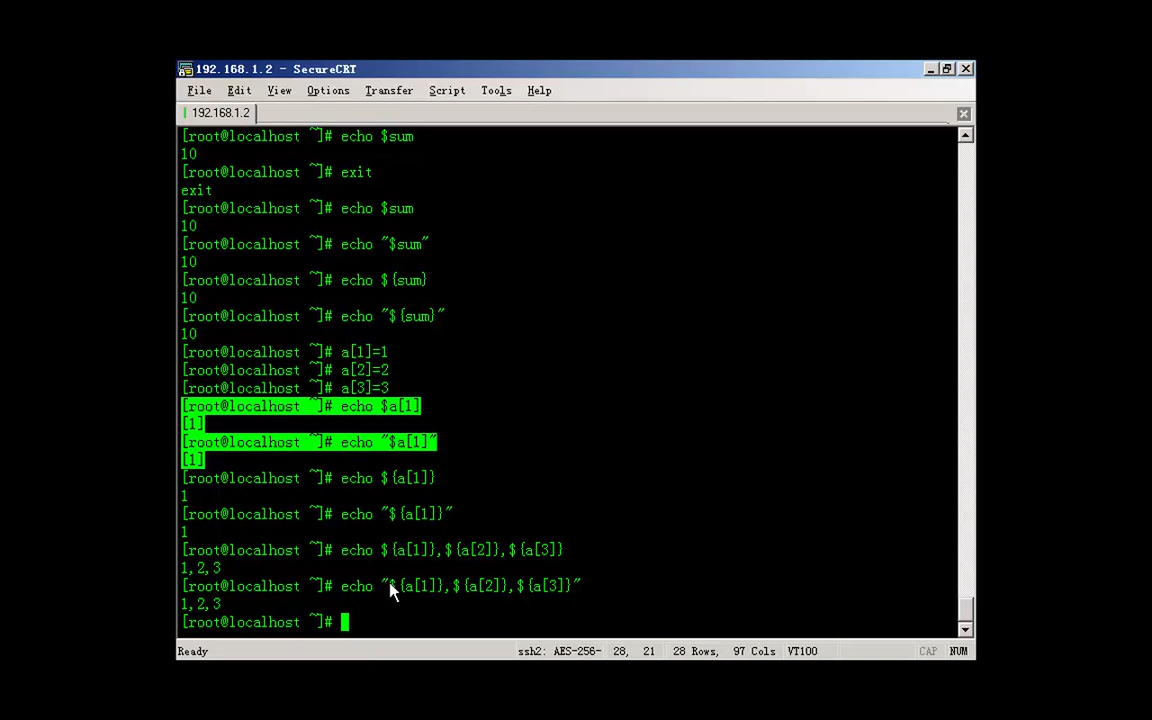 192.168.1.2 - SecureCRT
File Edit View Options Transfer Script Tools Help
192.168.1.2
[root@localhost ~]# echo $sum
10
[root@localhost ~]# exit
exit
[root@localhost ~]# echo $sum
10
[root@localhost ~]# echo "$sum"
10
[root@localhost ~]# echo ${sum}
10
[root@localhost ~]# echo "${sum}"
10
[root@localhost ~]# a[1]=1
[root@localhost ~]# a[2]=2
[root@localhost ~]# a[3]=3
[root@localhost ~]# echo $a[1]
[1]
[root@localhost ~]# echo "$a[1]"
[1]
[root@localhost ~]# echo ${a[1]}
1
[root@localhost ~]# echo "${a[1]}"
1
[root@localhost ~]# echo ${a[1]},${a[2]},${a[3]}
1,2,3
[root@localhost ~]# echo "${a[1]},${a[2]},${a[3]}"
1,2,3
[root@localhost ~]#
Ready ssh2: AES-256- 28, 21 28 Rows, 97 Cols VT100 CAP NUM